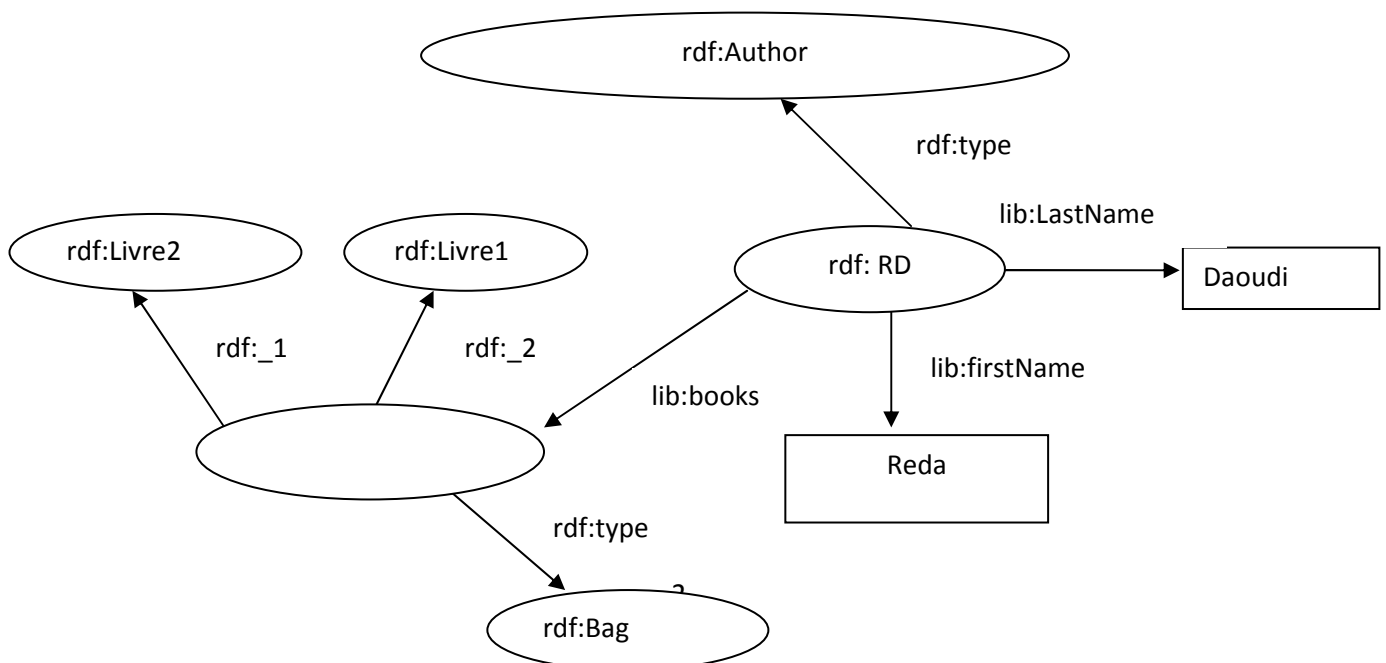 rdf:Author
rdf:type
lib:LastName
rdf:Livre2
rdf:Livre1
rdf: RD
Daoudi
rdf:_1
rdf:_2
lib:firstName
lib:books
Reda
rdf:type
rdf:Bag